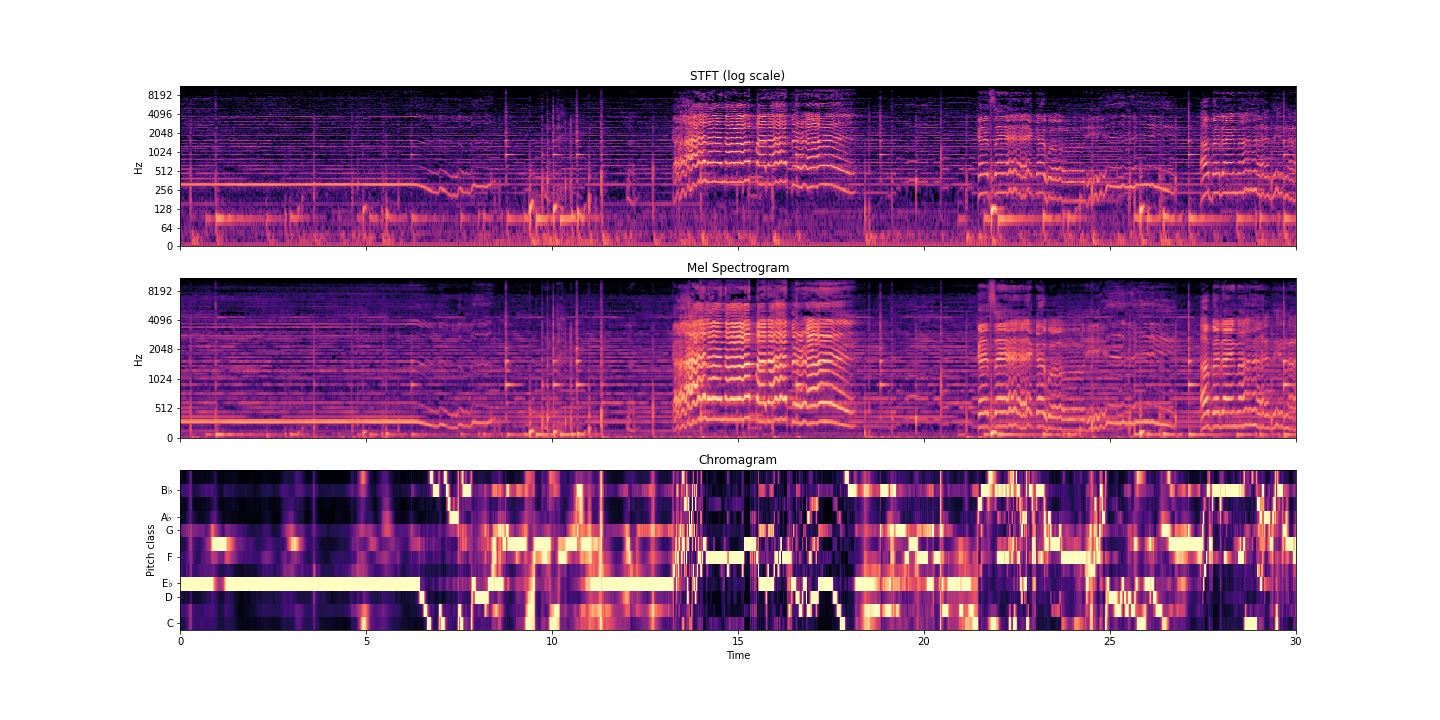 STFT (log scale)
8192
4096
2048
1024
512
256
128
64
0
Hz
Mel Spectrogram
8192
4096
2048
1024
512
0
Hz
Chromagram
B♭
A♭
G
F
E♭
D
C
Pitch class
0
5
10
15
20
25
30
Time